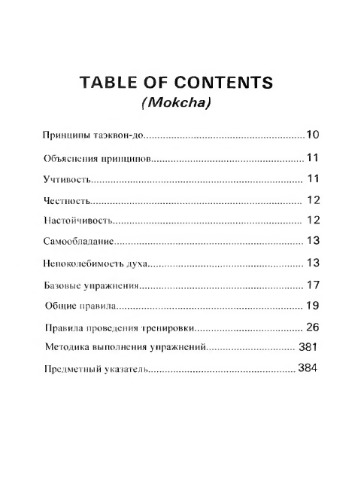 TABLE OF CONTENTS
(Mokcha)
Принципы таэквон-до 10
Объяснения принципов 11
Учтивость 11
Честность 12
Настойчивость 12
Самообладание 13
Непоколебимость духа 13
Базовые упражнения 17
Общие правила 19
Правила проведения тренировки 26
Методика выполнения упражнений 381
Предметный указатель 384